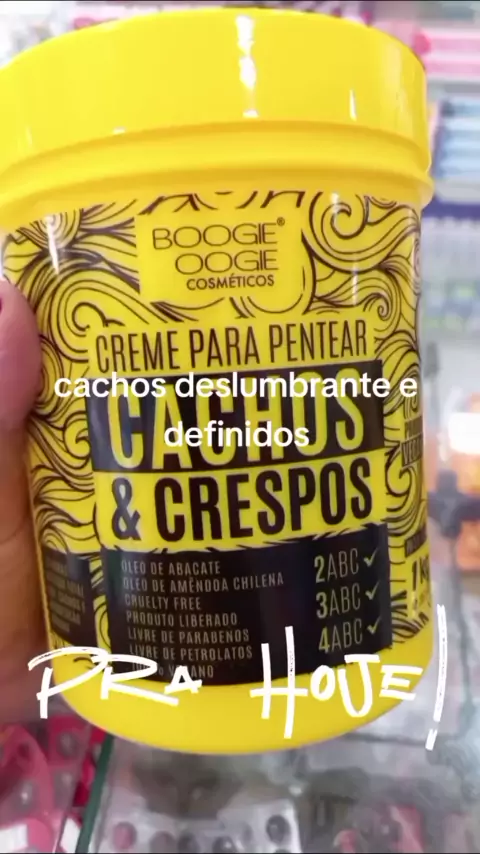 BOOGIE®
OOGIE
COSMÉTICOS
CREME PARA PENTEAR
cachos deslumbrante e
definidos
CACHOS
& CRESPOS
ÓLEO DE ABACATE
ÓLEO DE AMÊNDOA CHILENA
CRUELTY FREE
PRODUTO LIBERADO
LIVRE DE PARABENOS
LIVRE DE PETROLATOS
2ABC ✓
3ABC ✓
4ABC ✓
PRA HOJE!